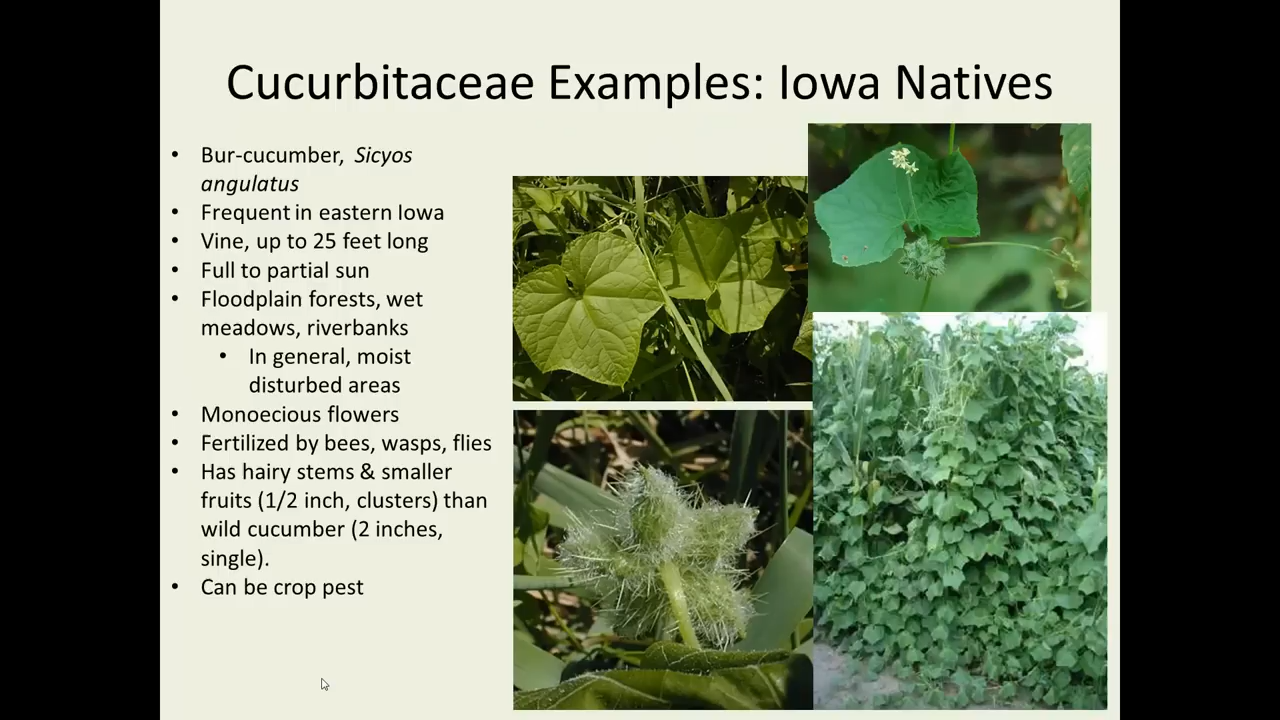 Cucurbitaceae Examples: Iowa Natives
• Bur-cucumber, Sicyos
angulatus
• Frequent in eastern Iowa
• Vine, up to 25 feet long
• Full to partial sun
• Floodplain forests, wet
meadows, riverbanks
• In general, moist
disturbed areas
• Monoecious flowers
• Fertilized by bees, wasps, flies
• Has hairy stems & smaller
fruits (1/2 inch, clusters) than
wild cucumber (2 inches,
single).
• Can be crop pest